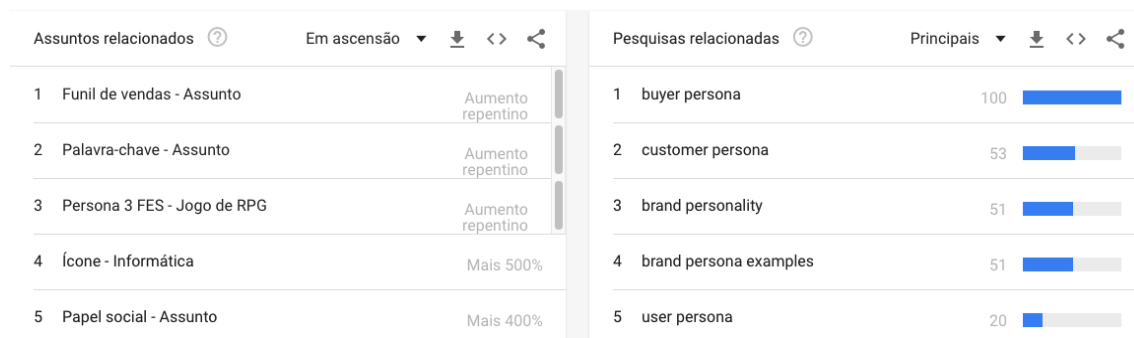 Assuntos relacionados
Em ascensão
1 Funil de vendas - Assunto
Aumento
repentino
2 Palavra-chave - Assunto
Aumento
repentino
3 Persona 3 FES - Jogo de RPG
Aumento
repentino
4 Ícone - Informática
Mais 500%
5 Papel social - Assunto
Mais 400%
Pesquisas relacionadas
Principais
1 buyer persona 100
2 customer persona 53
3 brand personality 51
4 brand persona examples 51
5 user persona 20